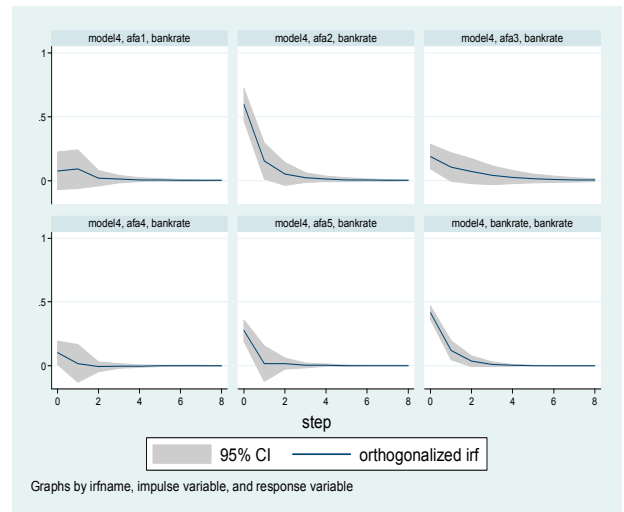 model4, afa1, bankrate
model4, afa2, bankrate
model4, afa3, bankrate
1
.5
0
model4, afa4, bankrate
model4, afa5, bankrate
model4, bankrate, bankrate
1
.5
0
0 2 4 6 8
0 2 4 6 8
0 2 4 6 8
step
95% CI
orthogonalized irf
Graphs by irfname, impulse variable, and response variable